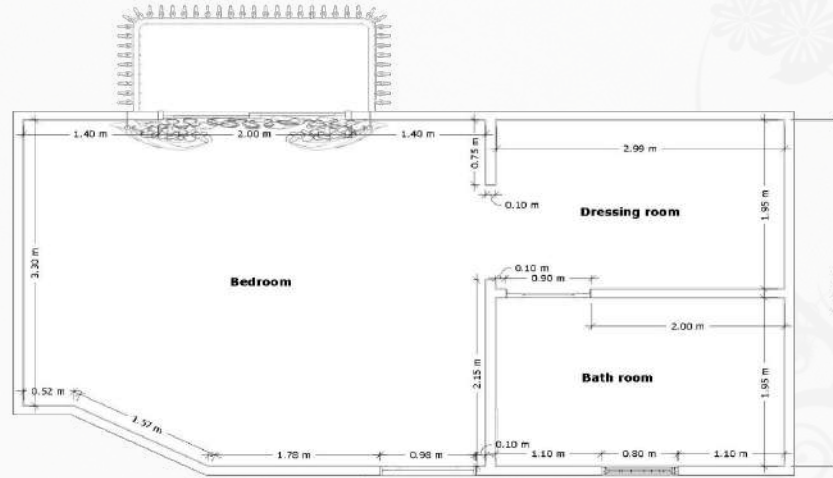 1.40 m
2.00 m
1.40 m
0.75 m
2.99 m
0.10 m
Dressing room
1.95 m
3.30 m
Bedroom
0.10 m
0.90 m
2.00 m
2.15 m
Bath room
1.95 m
0.52 m
1.57 m
1.78 m
0.98 m
0.10 m
1.10 m
0.80 m
1.10 m